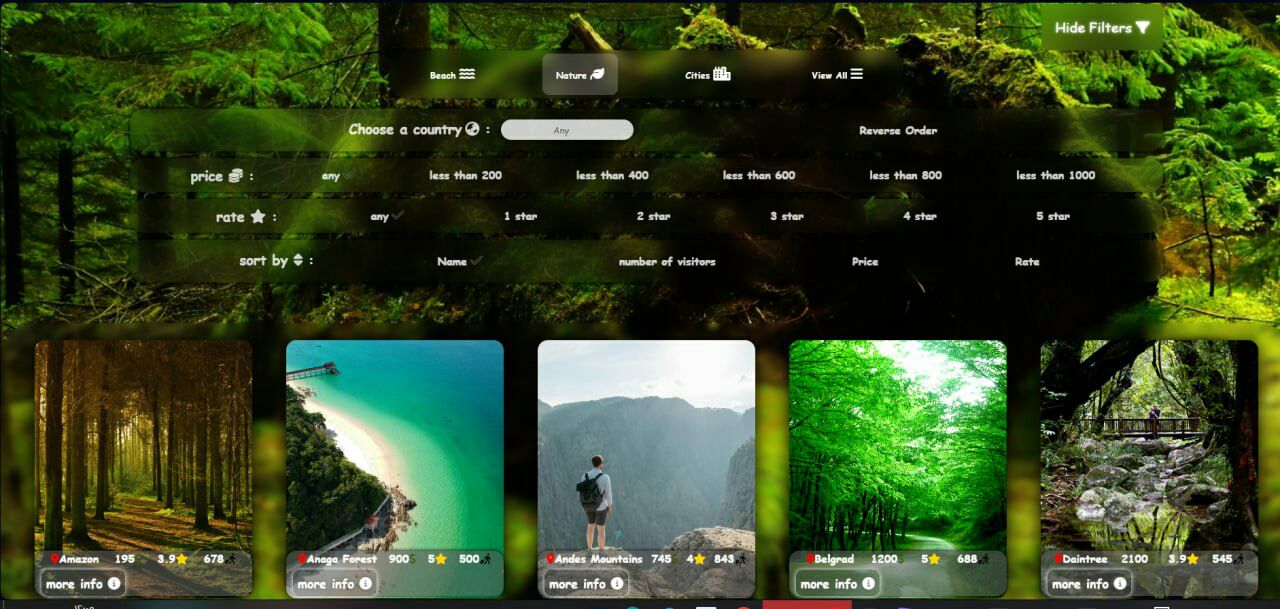 Hide Filters
Beach Nature Cities View All
Choose a country : Any Reverse Order
price : any less than 200 less than 400 less than 600 less than 800 less than 1000
rate : any 1 star 2 star 3 star 4 star 5 star
sort by : Name number of visitors Price Rate
Amazon 195$ 3.9 678
more info
Anaga Forest 900$ 5 500
more info
Andes Mountains 745 4 843
more info
Belgrad 1200$ 5 688
more info
Daintree 2100 3.9 545
more info